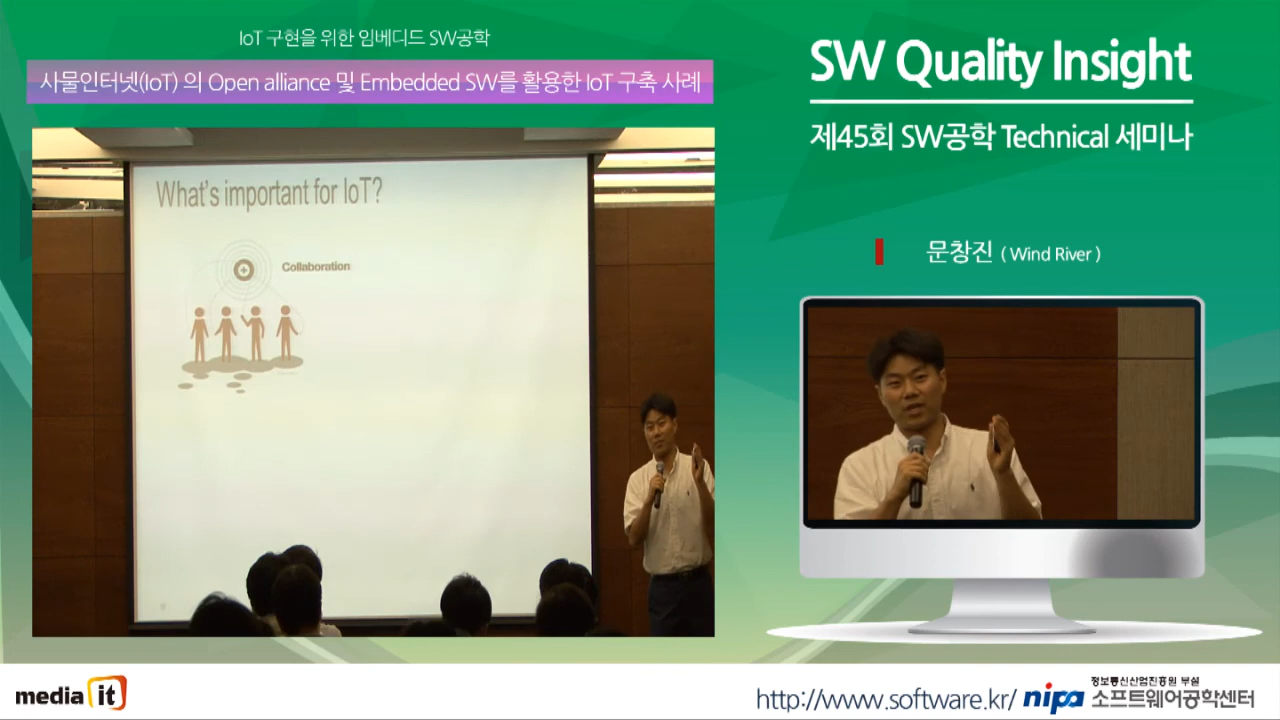 IoT 구현을 위한 임베디드 SW공학
사물인터넷(IoT) 의 Open alliance 및 Embedded SW를 활용한 IoT 구축 사례
What's important for IoT?
Collaboration
SW Quality Insight
제45회 SW공학 Technical 세미나
문창진 ( Wind River )
media it
http://www.software.kr/
nipa
정보통신산업진흥원 부설
소프트웨어공학센터